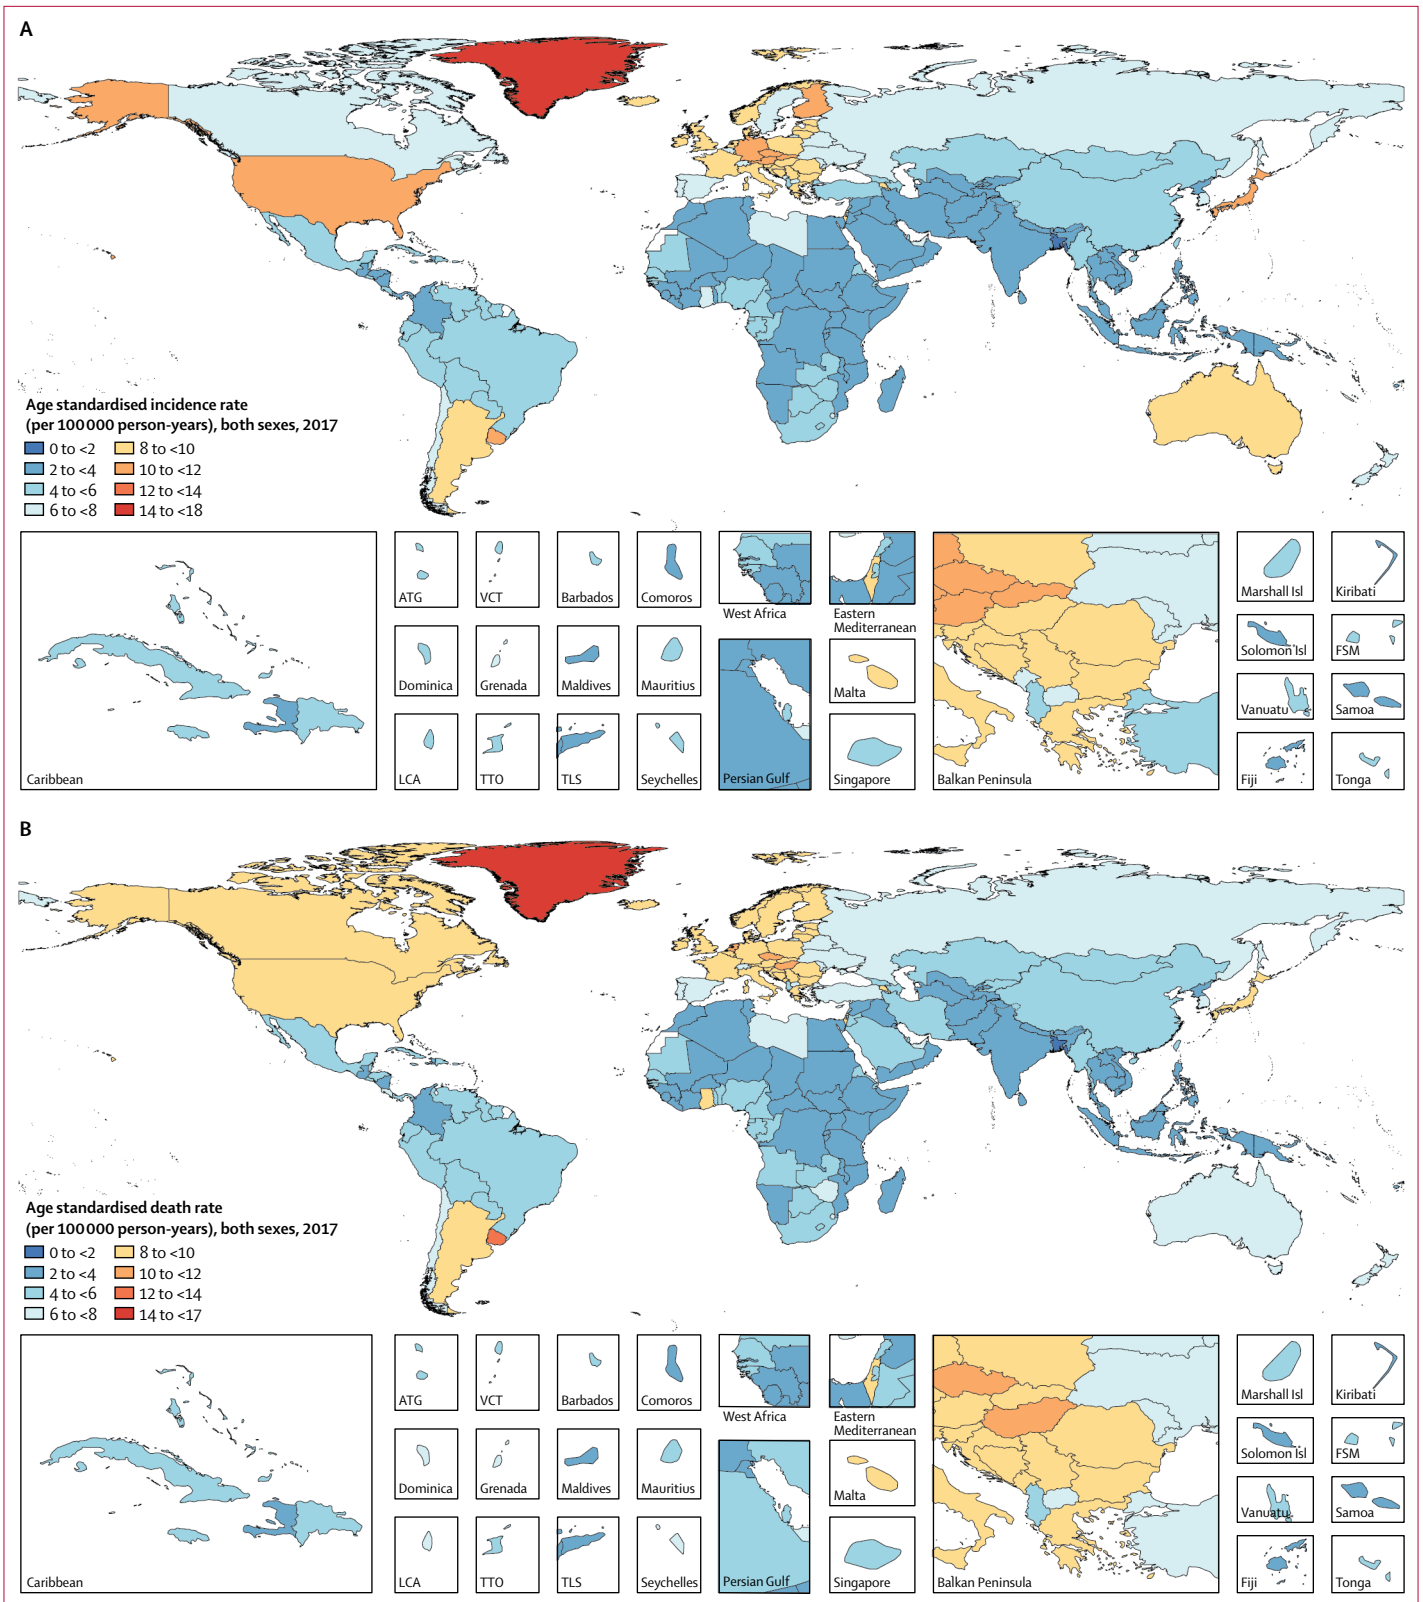 A
Age standardised incidence rate
(per 100 000 person-years), both sexes, 2017
0 to <2
8 to <10
2 to <4
10 to <12
4 to <6
12 to <14
6 to <8
14 to <18
Caribbean
ATG
VCT
Barbados
Comoros
West Africa
Eastern
Mediterranean
Dominica
Grenada
Maldives
Mauritius
Malta
LCA
TTO
TLS
Seychelles
Persian Gulf
Singapore
Balkan Peninsula
Marshall Isl
Kiribati
Solomon Isl
FSM
Vanuatu
Samoa
Fiji
Tonga
B
Age standardised death rate
(per 100 000 person-years), both sexes, 2017
0 to <2
8 to <10
2 to <4
10 to <12
4 to <6
12 to <14
6 to <8
14 to <17
Caribbean
ATG
VCT
Barbados
Comoros
West Africa
Eastern
Mediterranean
Dominica
Grenada
Maldives
Mauritius
Malta
LCA
TTO
TLS
Seychelles
Persian Gulf
Singapore
Balkan Peninsula
Marshall Isl
Kiribati
Solomon Isl
FSM
Vanuatu
Samoa
Fiji
Tonga